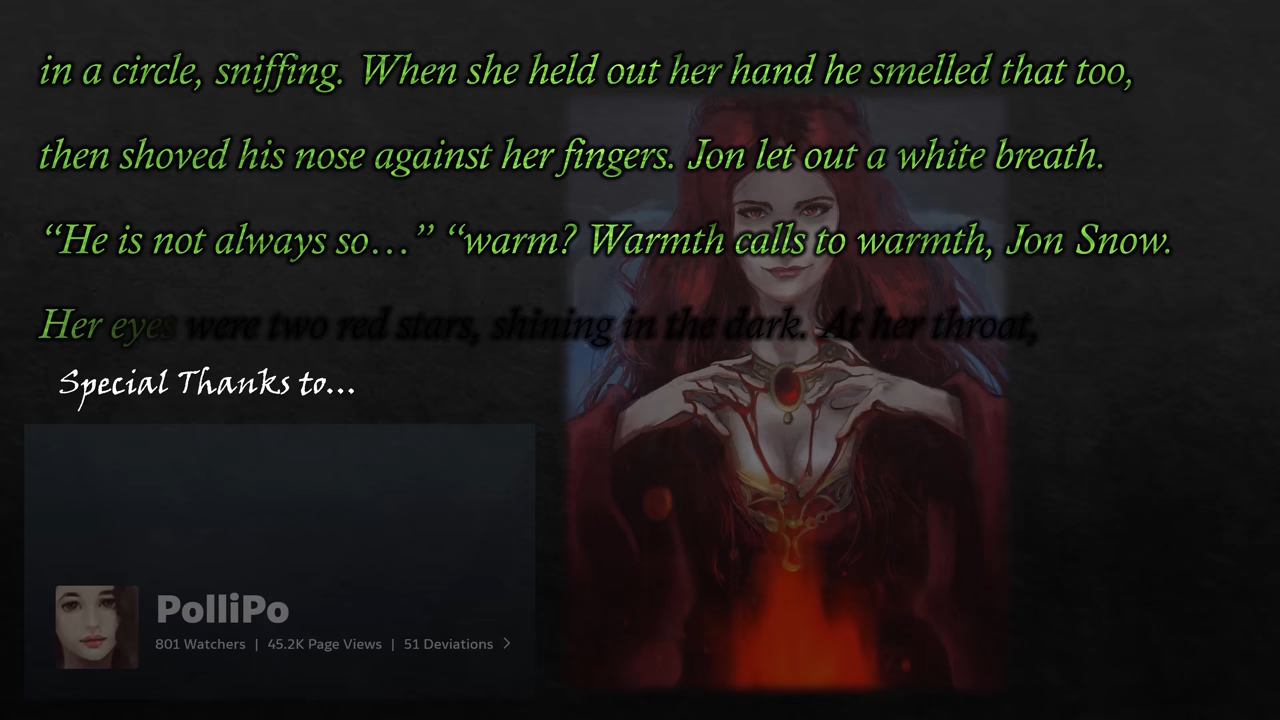 in a circle, sniffing. When she held out her hand he smelled that too,
then shoved his nose against her fingers. Jon let out a white breath.
“He is not always so…” “warm? Warmth calls to warmth, Jon Snow.
Her eyes were two red stars, shining in the dark. At her throat,
Special Thanks to...
PolliPo
801 Watchers | 45.2K Page Views | 51 Deviations >